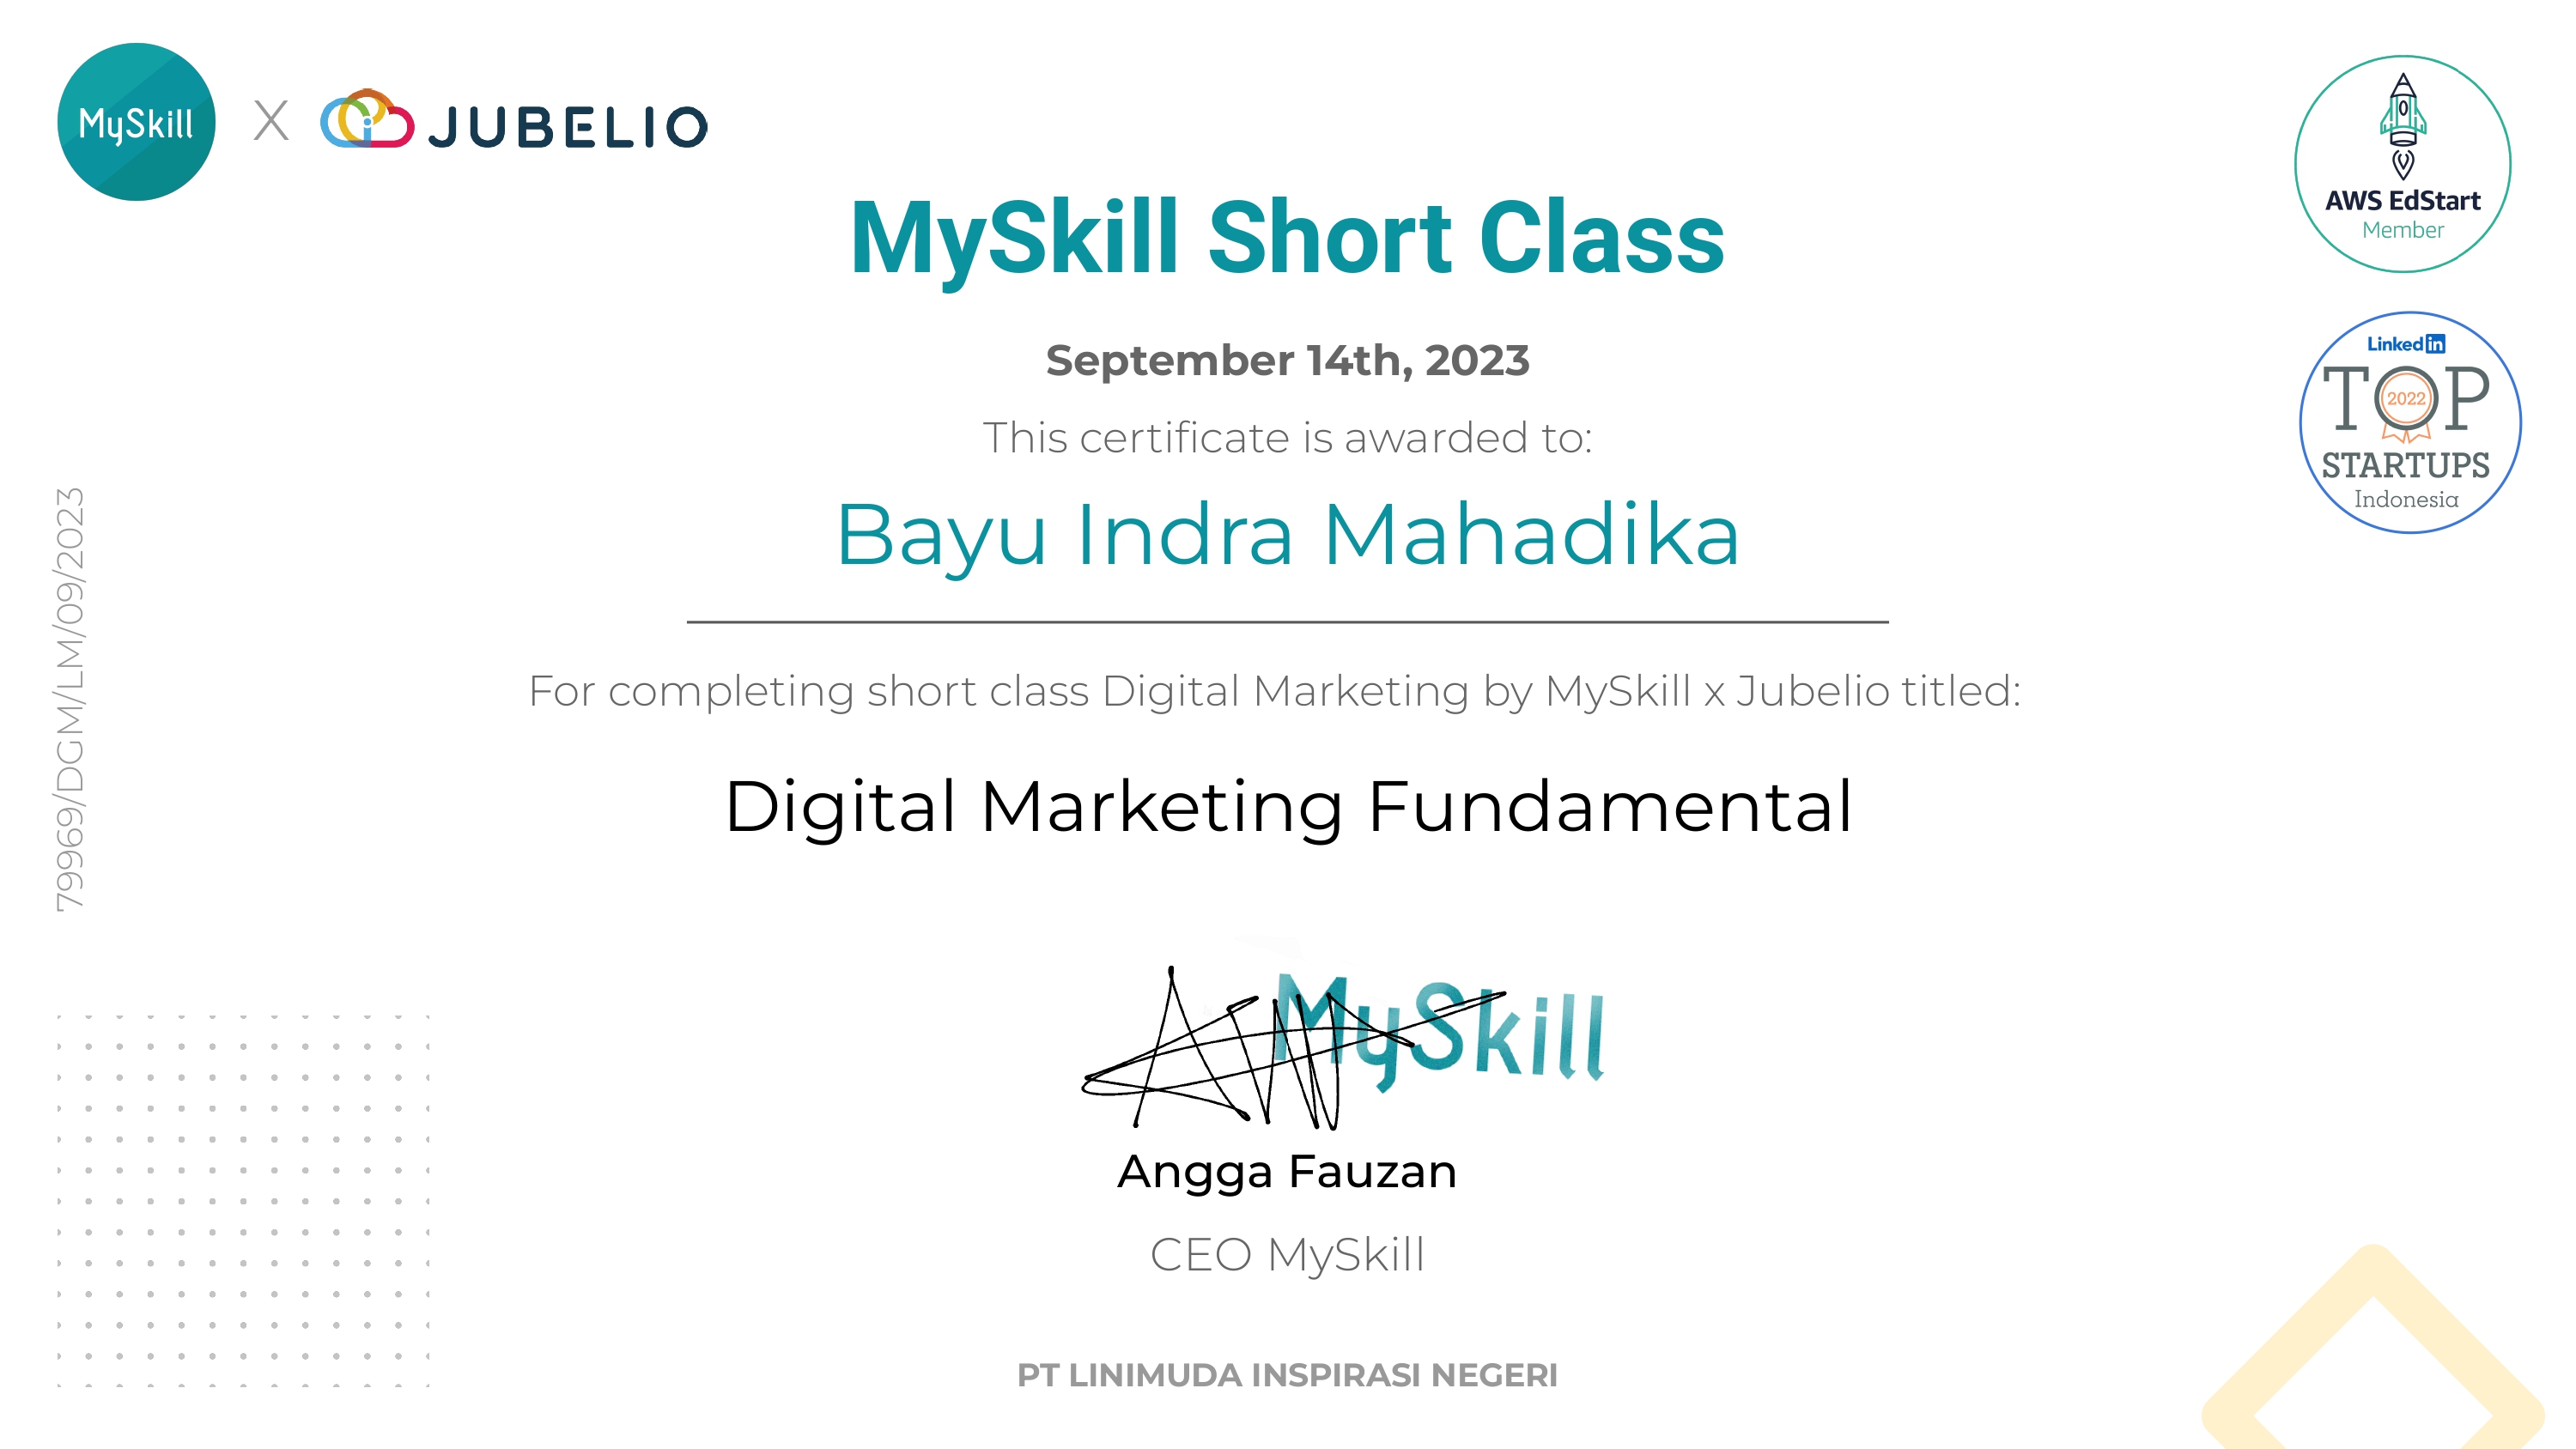 MySkill X JUBELIO
AWS EdStart
Member
MySkill Short Class
LinkedIn
TOP
2022
STARTUPS
Indonesia
September 14th, 2023
This certificate is awarded to:
Bayu Indra Mahadika
79969/DGM/LM/09/2023
For completing short class Digital Marketing by MySkill x Jubelio titled:
Digital Marketing Fundamental
MySkill
Angga Fauzan
CEO MySkill
PT LINIMUDA INSPIRASI NEGERI